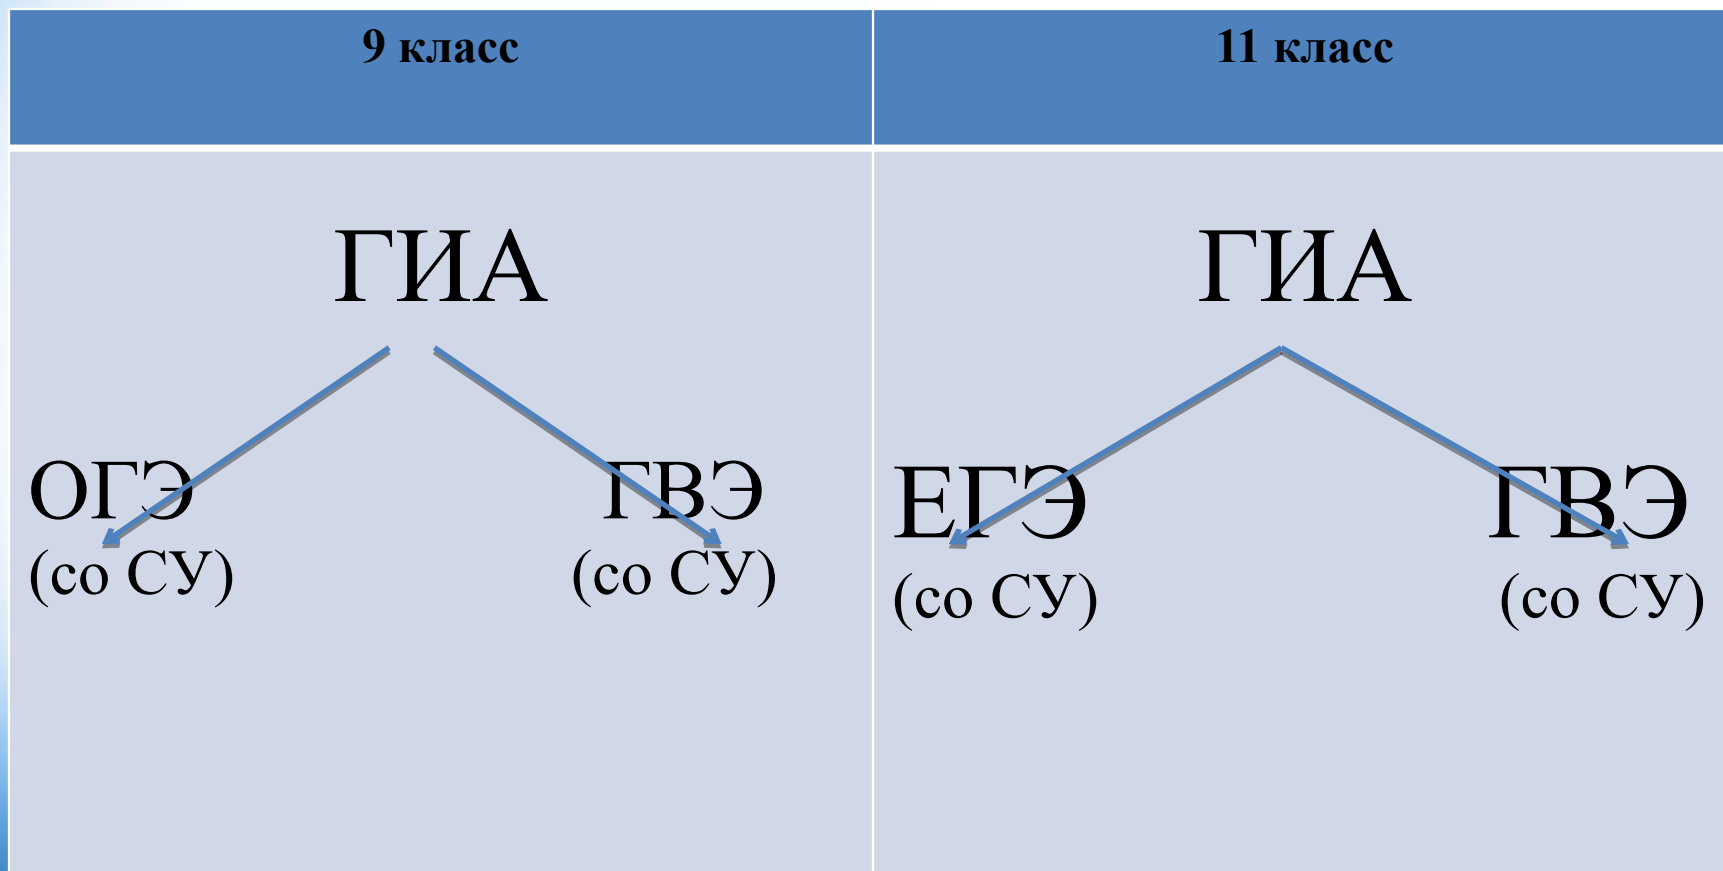 9 класс
11 класс
ГИА
ОГЭ ГВЭ
(со СУ) (со СУ)
ГИА
ЕГЭ ГВЭ
(со СУ) (со СУ)